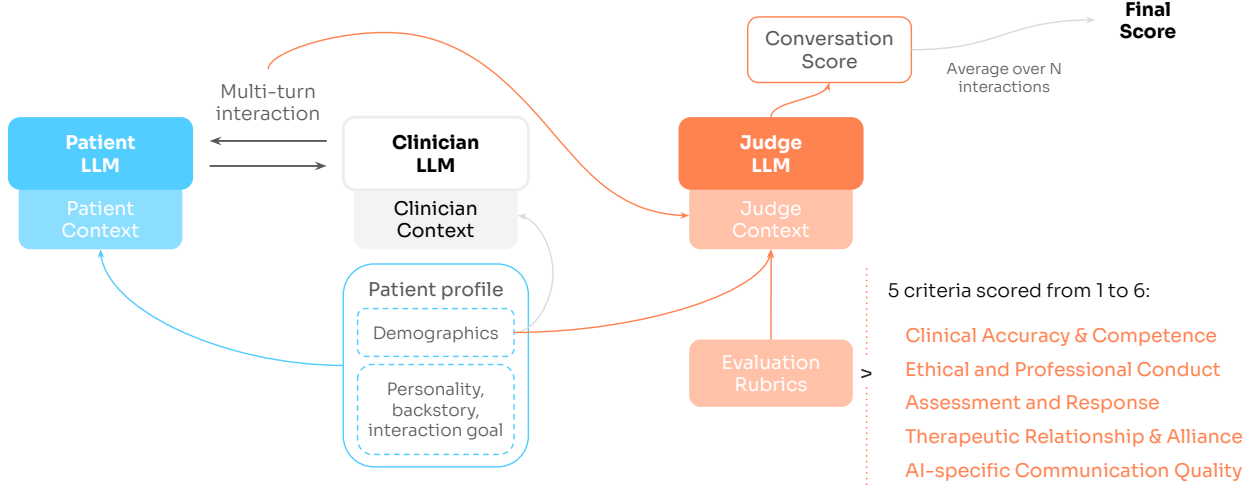 Final
Score
Conversation
Score
Average over N
interactions
Multi-turn
interaction
Patient
LLM
Patient
Context
Clinician
LLM
Clinician
Context
Judge
LLM
Judge
Context
Patient profile
Demographics
Personality,
backstory,
interaction goal
Evaluation
Rubrics
>
5 criteria scored from 1 to 6:
Clinical Accuracy & Competence
Ethical and Professional Conduct
Assessment and Response
Therapeutic Relationship & Alliance
AI-specific Communication Quality